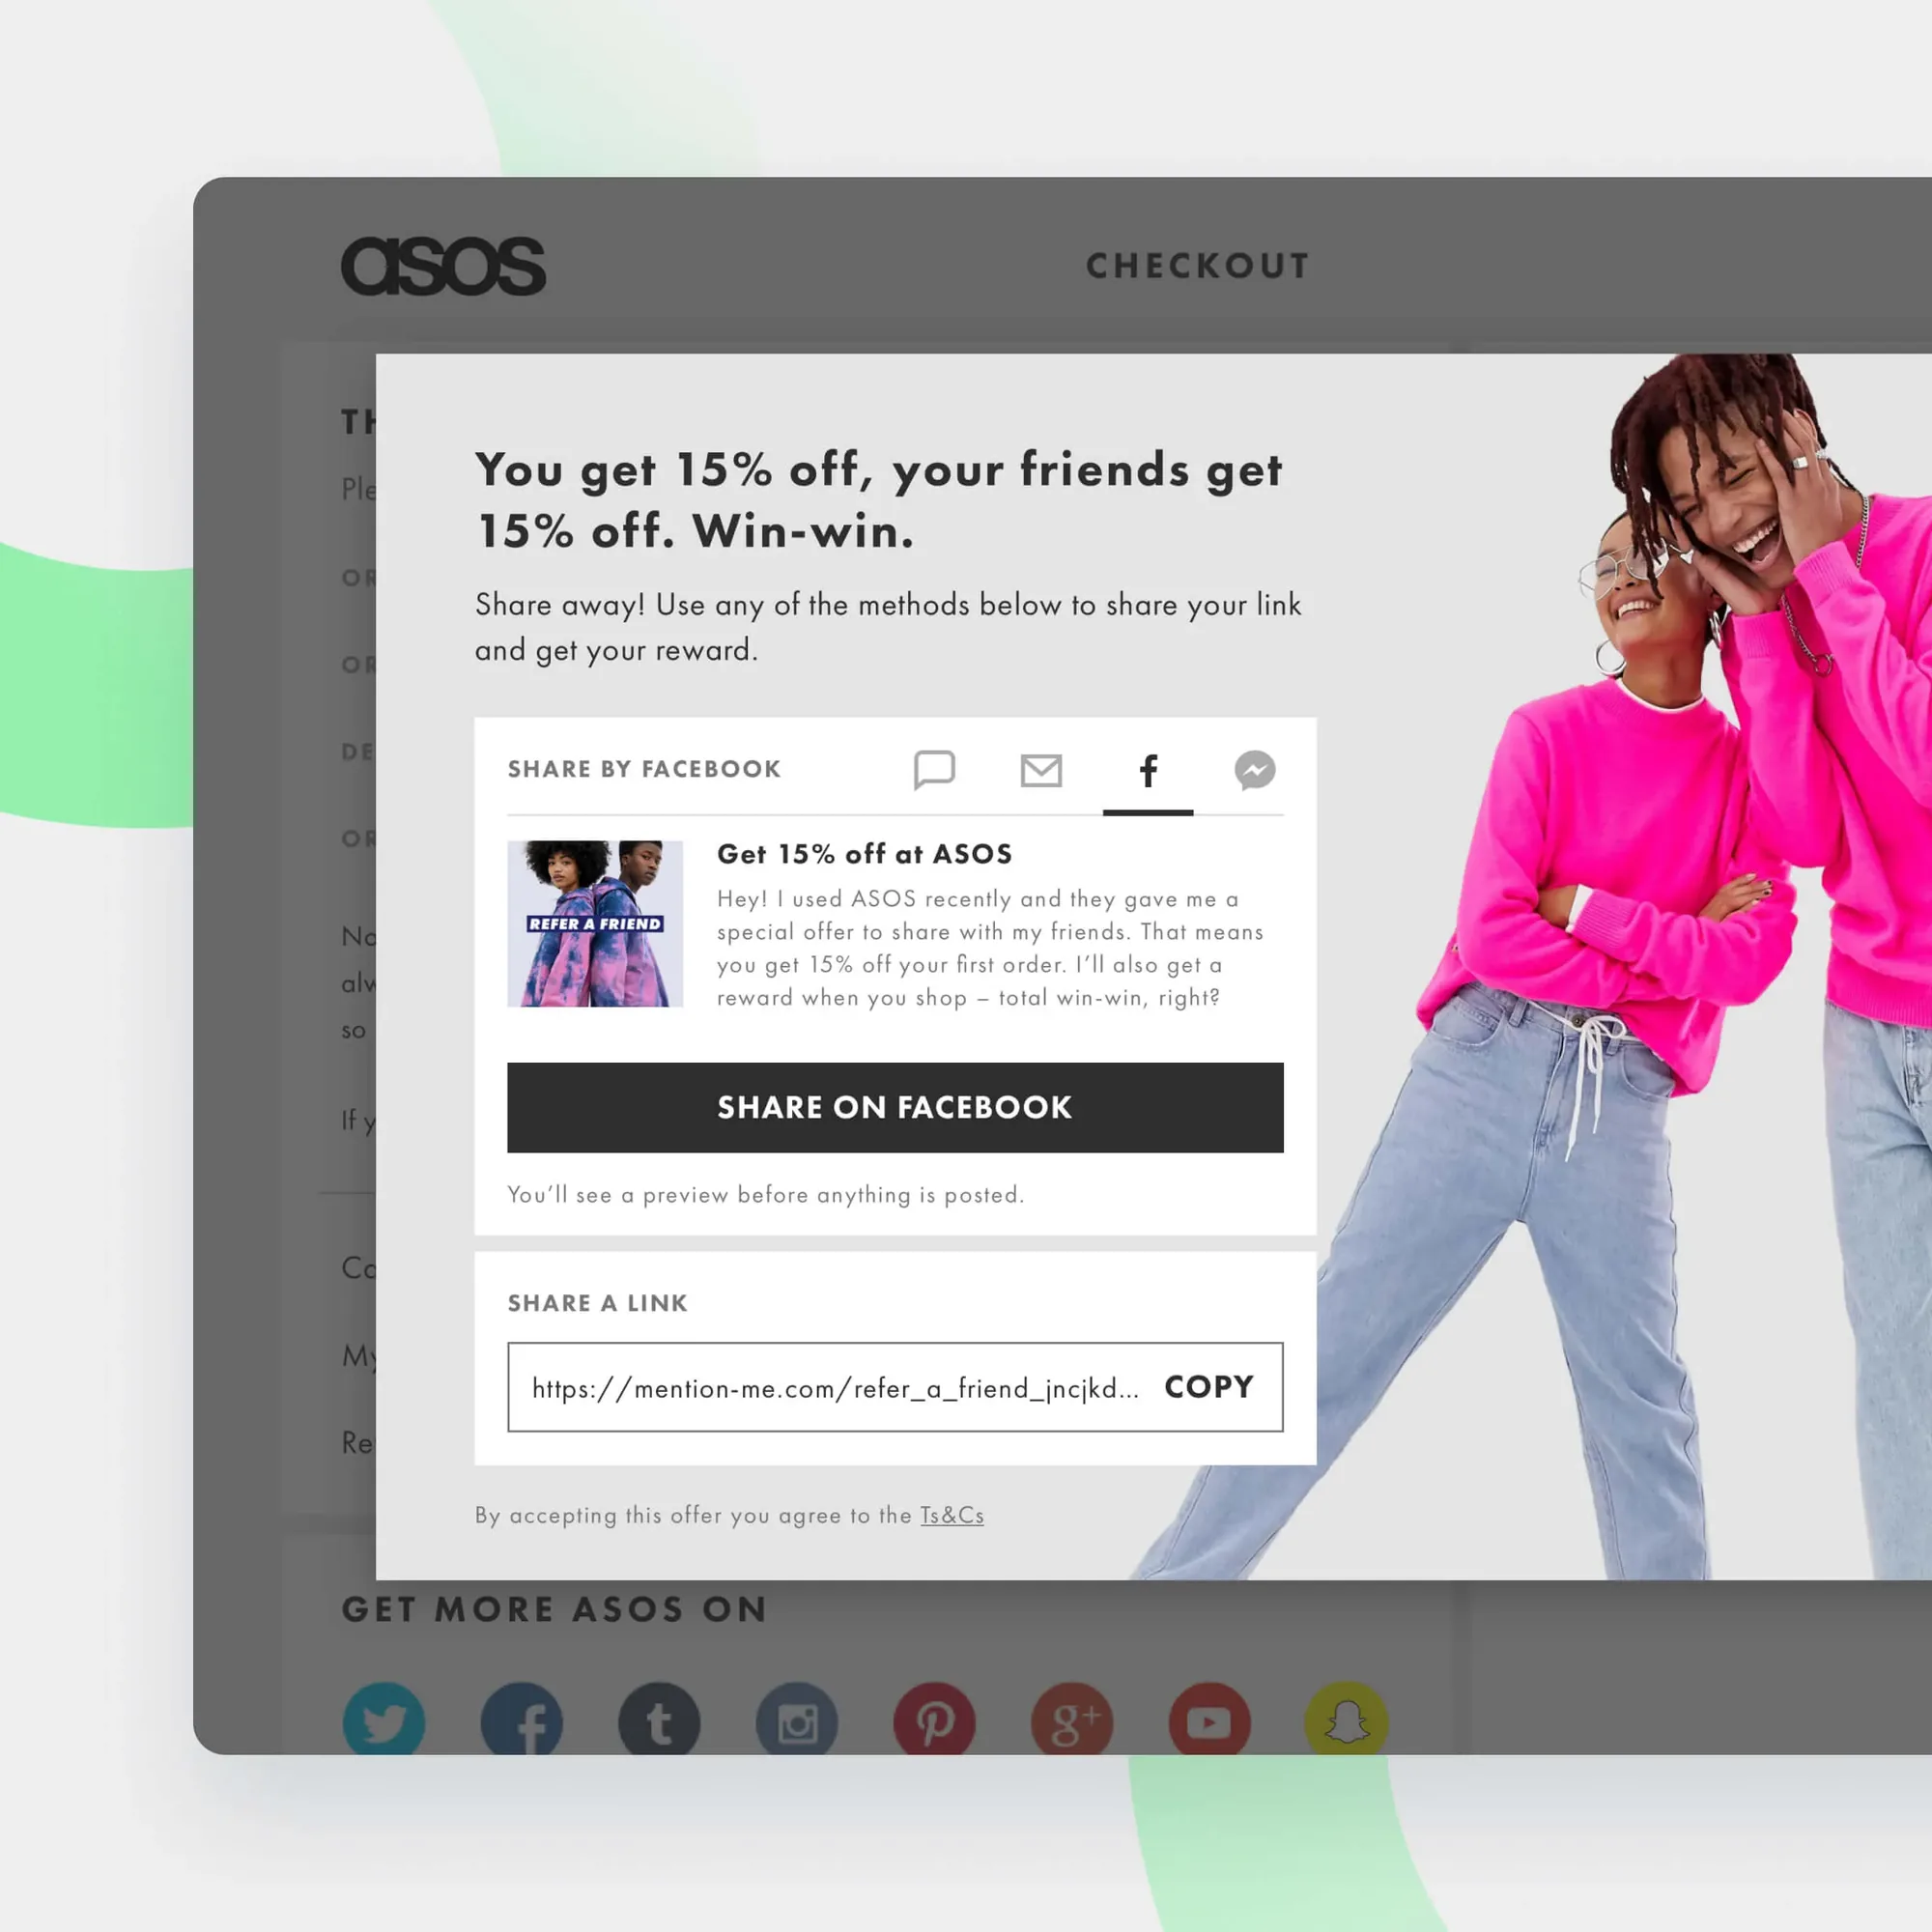 asos
CHECKOUT
You get 15% off, your friends get
15% off. Win-win.
Share away! Use any of the methods below to share your link
and get your reward.
SHARE BY FACEBOOK
Get 15% off at ASOS
Hey! I used ASOS recently and they gave me a
special offer to share with my friends. That means
you get 15% off your first order. I’ll also get a
reward when you shop – total win-win, right?
REFER A FRIEND
SHARE ON FACEBOOK
You’ll see a preview before anything is posted.
SHARE A LINK
https://mention-me.com/refer_a_friend_jncjkd...
COPY
By accepting this offer you agree to the Ts&Cs
so
If
My
GET MORE ASOS ON